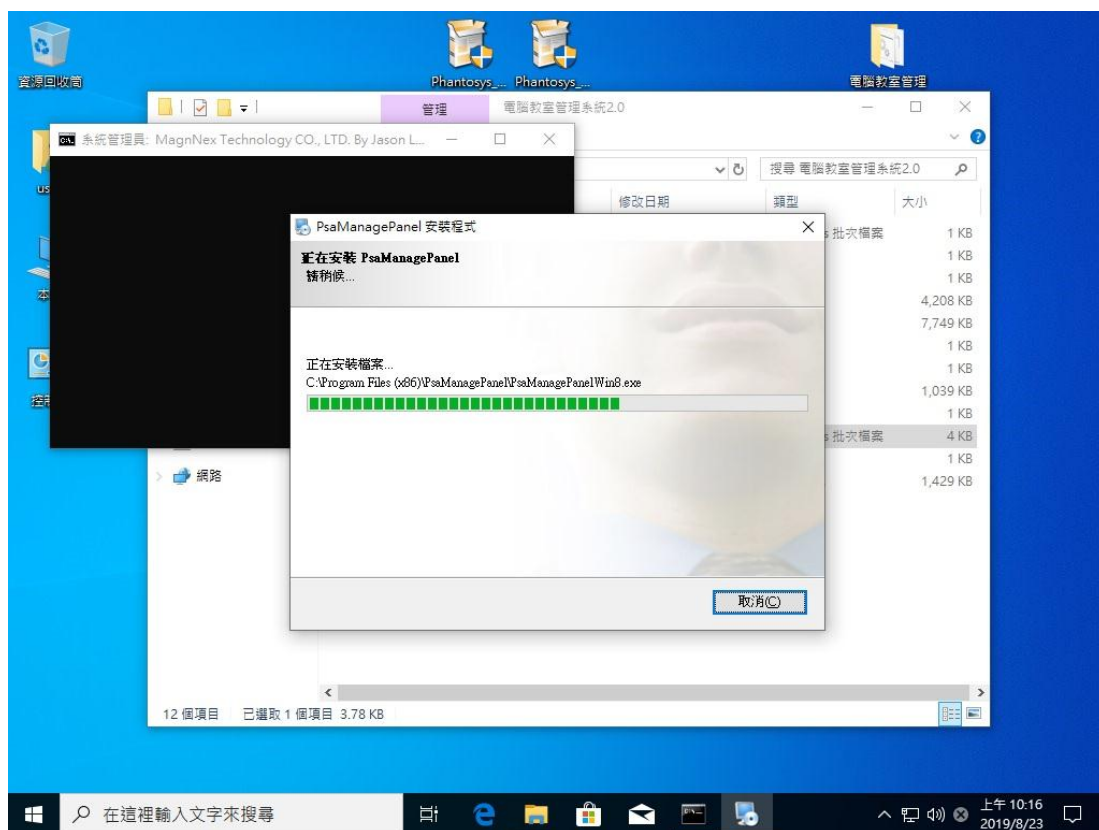 資源回收筒
Phantosys_...
Phantosys_...
電腦教室管理
管理
電腦教室管理系統2.0
系統管理員: MagnNex Technology CO., LTD. By Jason L...
搜尋 電腦教室管理系統2.0
修改日期
類型
大小
PsaManagePanel 安裝程式
正在安裝 PsaManagePanel
請稍候...
批次檔案
1 KB
1 KB
1 KB
4,208 KB
7,749 KB
1 KB
1 KB
1,039 KB
1 KB
批次檔案
4 KB
1 KB
1,429 KB
正在安裝檔案...
C:\Program Files (x86)\PsaManagePanel\PsaManagePanelWin8.exe
網路
取消(C)
12 個項目
已選取 1 個項目 3.78 KB
在這裡輸入文字來搜尋
上午 10:16
2019/8/23